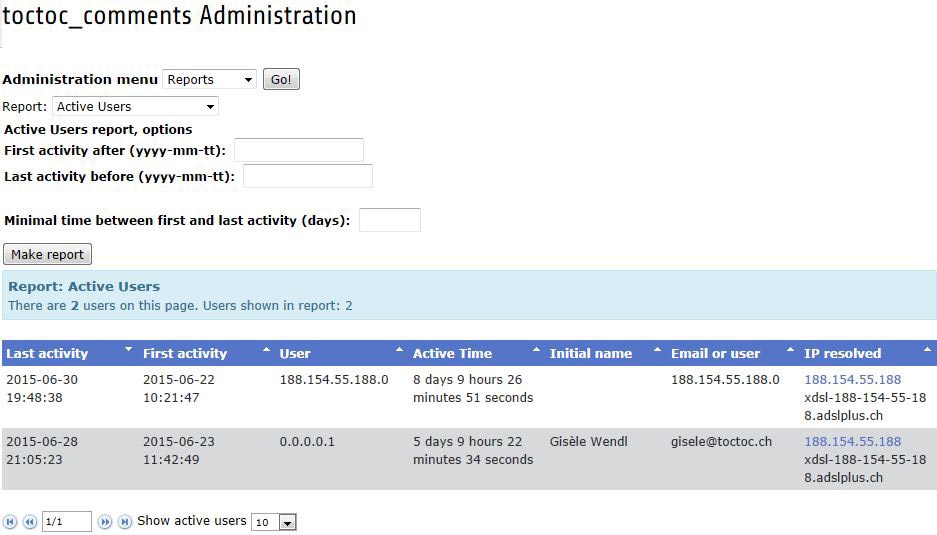 toctoc_comments Administration
Administration menu Reports Go!
Report: Active Users
Active Users report, options
First activity after (yyyy-mm-tt):
Last activity before (yyyy-mm-tt):
Minimal time between first and last activity (days):
Make report
Report: Active Users
There are 2 users on this page. Users shown in report: 2
Last activity First activity User Active Time Initial name Email or user IP resolved
2015-06-30 2015-06-22 188.154.55.188.0 8 days 9 hours 26 188.154.55.188.0 188.154.55.188
19:48:38 10:21:47 minutes 51 seconds xdsl-188-154-55-18
8.adslplus.ch
2015-06-28 2015-06-23 0.0.0.0.1 5 days 9 hours 22 Gisèle Wendl gisele@toctoc.ch 188.154.55.188
21:05:23 11:42:49 minutes 34 seconds xdsl-188-154-55-18
8.adslplus.ch
1/1 Show active users 10